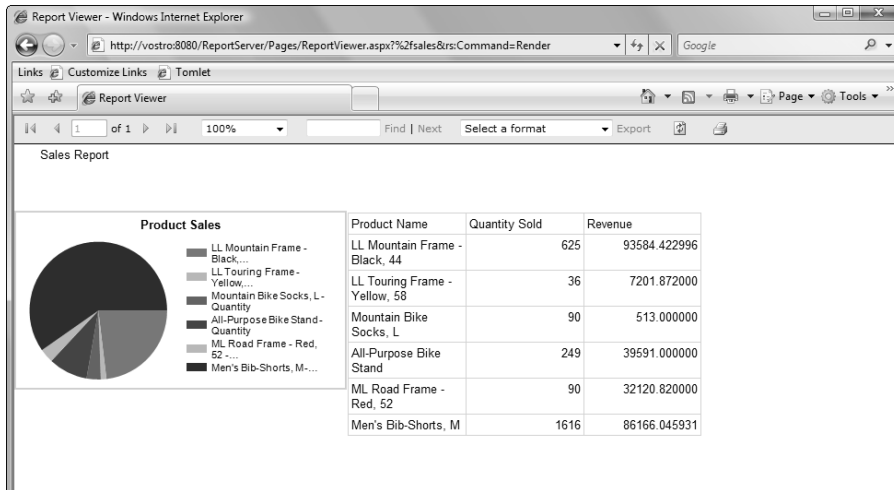 Report Viewer - Windows Internet Explorer
http://vostro:8080/ReportServer/Pages/ReportViewer.aspx?%2fsales&rs:Command=Render
Google
Links Customize Links Tomlet
Report Viewer
Page Tools
1 of 1 100% Find | Next Select a format Export
Sales Report
Product Sales
LL Mountain Frame -
Black,...
LL Touring Frame -
Yellow,...
Mountain Bike Socks, L -
Quantity
All-Purpose Bike Stand -
Quantity
ML Road Frame - Red,
52 -...
Men's Bib-Shorts, M-...
Product Name Quantity Sold Revenue
LL Mountain Frame - 625 93584.422996
Black, 44
LL Touring Frame - 36 7201.872000
Yellow, 58
Mountain Bike 90 513.000000
Socks, L
All-Purpose Bike 249 39591.000000
Stand
ML Road Frame - 90 32120.820000
Red, 52
Men's Bib-Shorts, M 1616 86166.045931